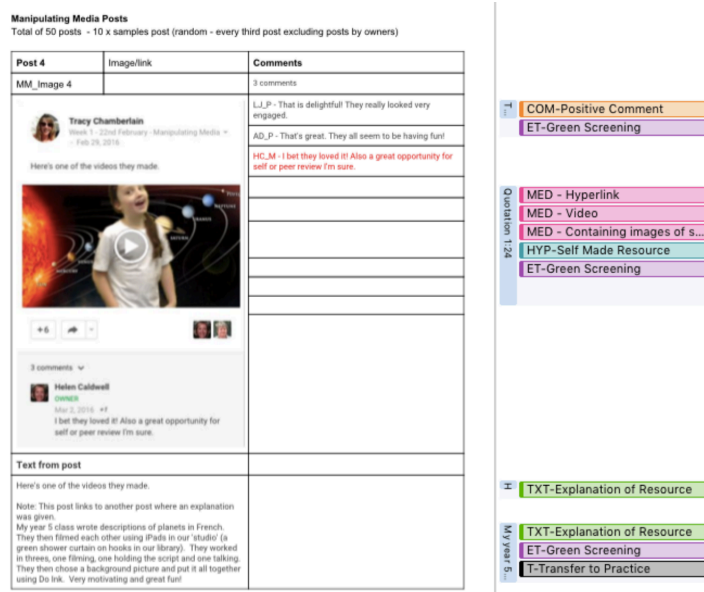 Manipulating Media Posts
Total of 50 posts - 10 x samples post (random - every third post excluding posts by owners)
Post 4
Image/link
Comments
MM_Image 4
3 comments
Tracy Chamberlain
Week 1 - 22nd February - Manipulating Media
Feb 29, 2016
Here's one of the videos they made.
NEPTUNE
URANUS
SATURN
+6
3 comments
Helen Caldwell
OWNER
Mar 2, 2016 +1
I bet they loved it! Also a great opportunity for
self or peer review I'm sure.
LJ_P - That is delightful! They really looked very
engaged.
AD_P - That's great. They all seem to be having fun!
HC_M - I bet they loved it! Also a great opportunity for
self or peer review I'm sure.
Text from post
Here's one of the videos they made.
Note: This post links to another post where an explanation
was given.
My year 5 class wrote descriptions of planets in French.
They then filmed each other using iPads in our 'studio' (a
green shower curtain on hooks in our library). They worked
in threes, one filming, one holding the script and one talking.
They then chose a background picture and put it all together
using Do Ink. Very motivating and great fun!
T...
COM-Positive Comment
ET-Green Screening
Quotation 1:24
MED - Hyperlink
MED - Video
MED - Containing images of s...
HYP-Self Made Resource
ET-Green Screening
H
TXT-Explanation of Resource
My year 5...
TXT-Explanation of Resource
ET-Green Screening
T-Transfer to Practice